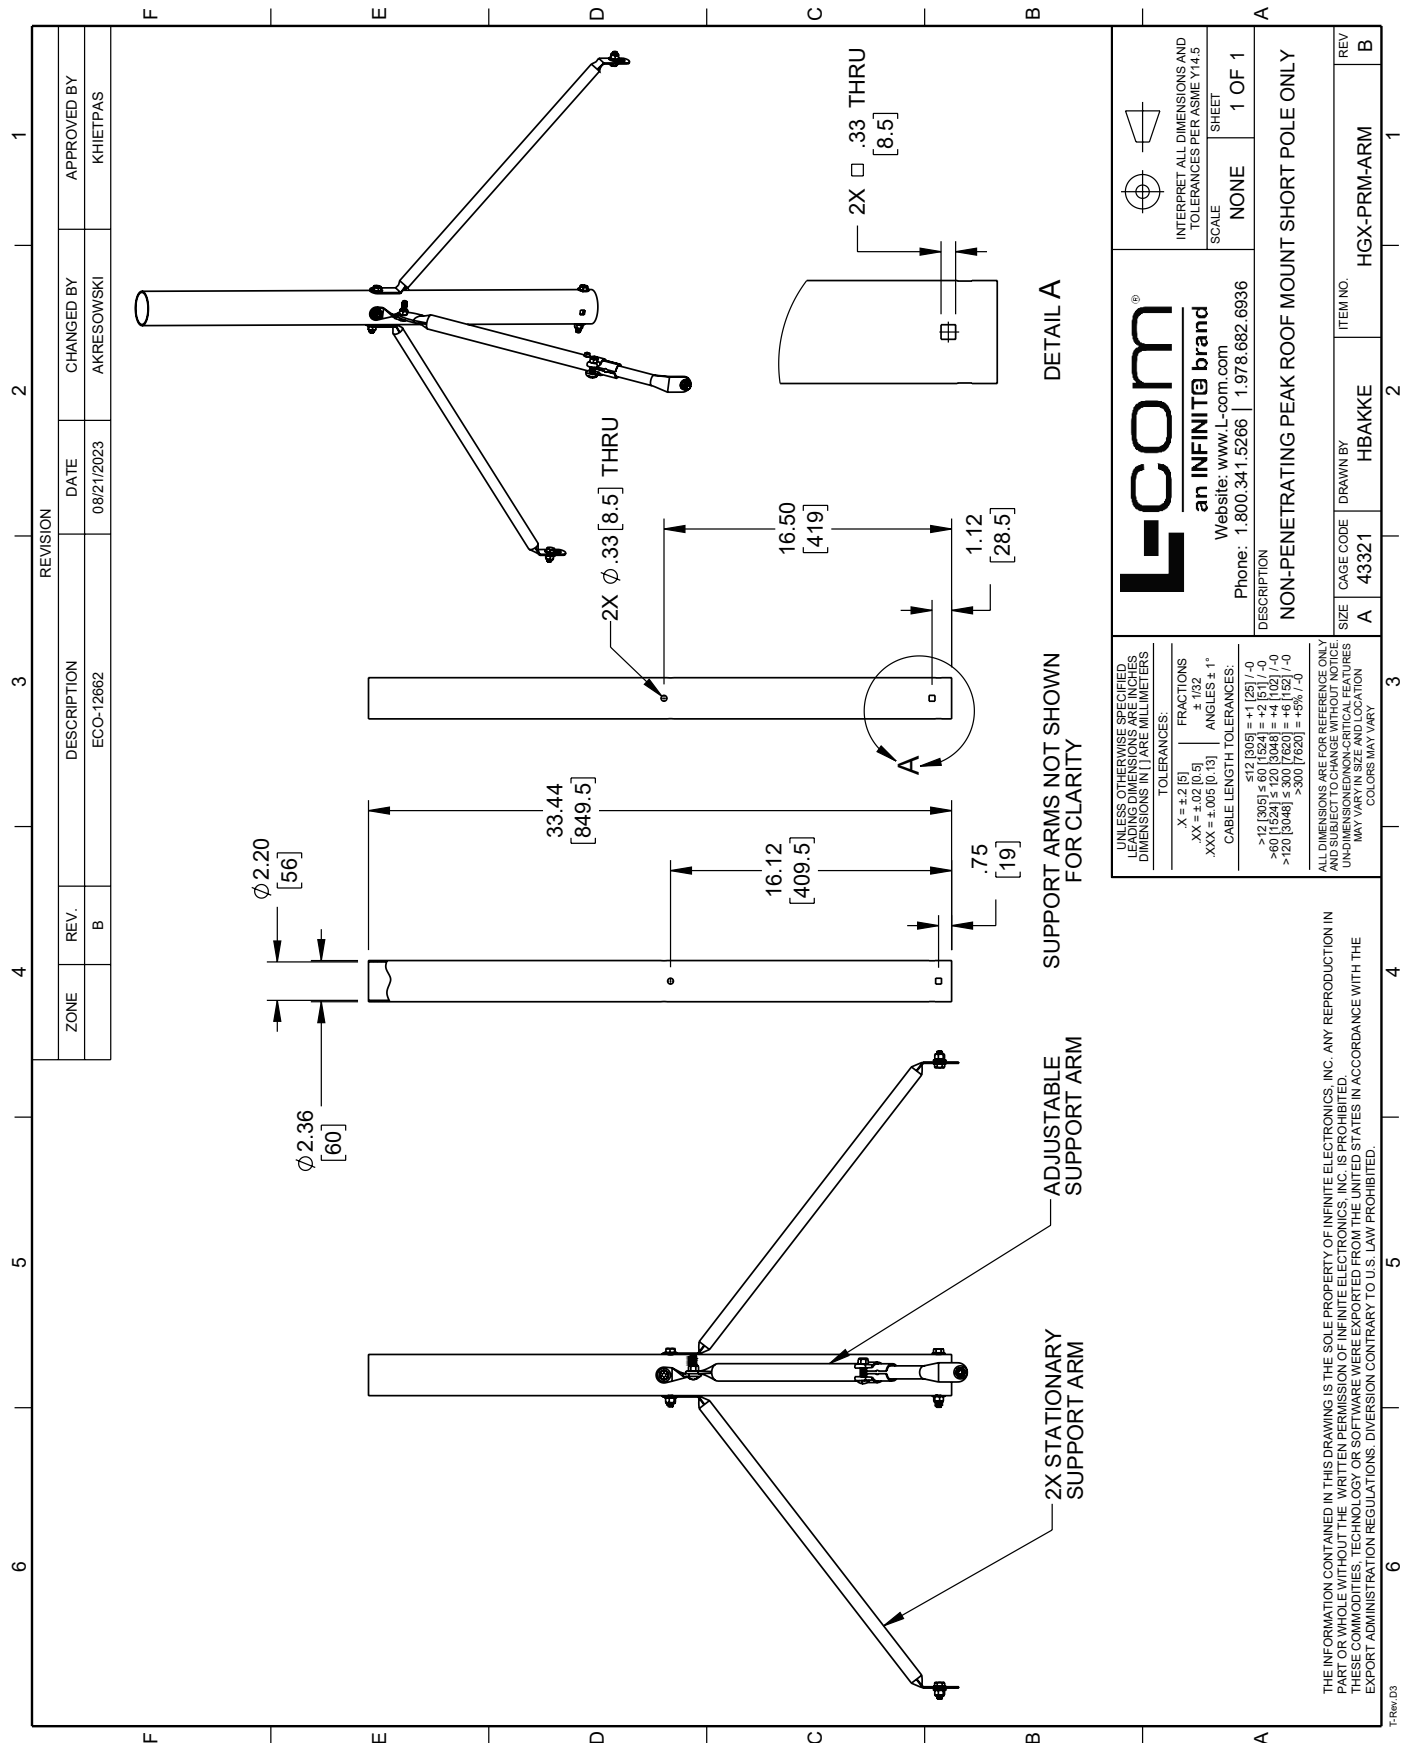 6
5
4
3
2
1
F
E
D
C
B
A
REVISION
ZONE
REV.
DESCRIPTION
DATE
CHANGED BY
APPROVED BY
B
ECO-12662
08/21/2023
AKRESOWSKI
KHIETPAS
∅2.36
[60]
∅2.20
[56]
33.44
[849.5]
16.12
[409.5]
.75
[19]
2X ∅.33 [8.5] THRU
16.50
[419]
1.12
[28.5]
A
2X □ .33 THRU
[8.5]
DETAIL A
2X STATIONARY
SUPPORT ARM
ADJUSTABLE
SUPPORT ARM
SUPPORT ARMS NOT SHOWN
FOR CLARITY
UNLESS OTHERWISE SPECIFIED
LEADING DIMENSIONS ARE INCHES
DIMENSIONS IN [ ] ARE MILLIMETERS
TOLERANCES:
.X = ±.2 [5]
.XX = ±.02 [0.5]
.XXX = ±.005 [0.13]
FRACTIONS
± 1/32
ANGLES ± 1°
CABLE LENGTH TOLERANCES:
≤12 [305] = +1 [25] / -0
>12 [305] ≤ 60 [1524] = +2 [51] / -0
>60 [1524] ≤ 120 [3048] = +4 [102] / -0
>120 [3048] ≤ 300 [7620] = +6 [152] / -0
>300 [7620] = +5% / -0
ALL DIMENSIONS ARE FOR REFERENCE ONLY
AND SUBJECT TO CHANGE WITHOUT NOTICE.
UN-DIMENSIONED/NON-CRITICAL FEATURES
MAY VARY IN SIZE AND LOCATION
COLORS MAY VARY
L-com®
an INFINITE brand
Website: www.L-com.com
Phone: 1.800.341.5266 | 1.978.682.6936
INTERPRET ALL DIMENSIONS AND
TOLERANCES PER ASME Y14.5
SCALE
NONE
SHEET
1 OF 1
DESCRIPTION
NON-PENETRATING PEAK ROOF MOUNT SHORT POLE ONLY
SIZE
A
CAGE CODE
43321
DRAWN BY
HBAKKE
ITEM NO.
HGX-PRM-ARM
REV
B
THE INFORMATION CONTAINED IN THIS DRAWING IS THE SOLE PROPERTY OF INFINITE ELECTRONICS, INC. ANY REPRODUCTION IN
PART OR WHOLE WITHOUT THE WRITTEN PERMISSION OF INFINITE ELECTRONICS, INC. IS PROHIBITED.
THESE COMMODITIES, TECHNOLOGY OR SOFTWARE WERE EXPORTED FROM THE UNITED STATES IN ACCORDANCE WITH THE
EXPORT ADMINISTRATION REGULATIONS. DIVERSION CONTRARY TO U.S. LAW PROHIBITED.
F
E
D
C
B
A
6
5
4
3
2
1
T-Rev.D3